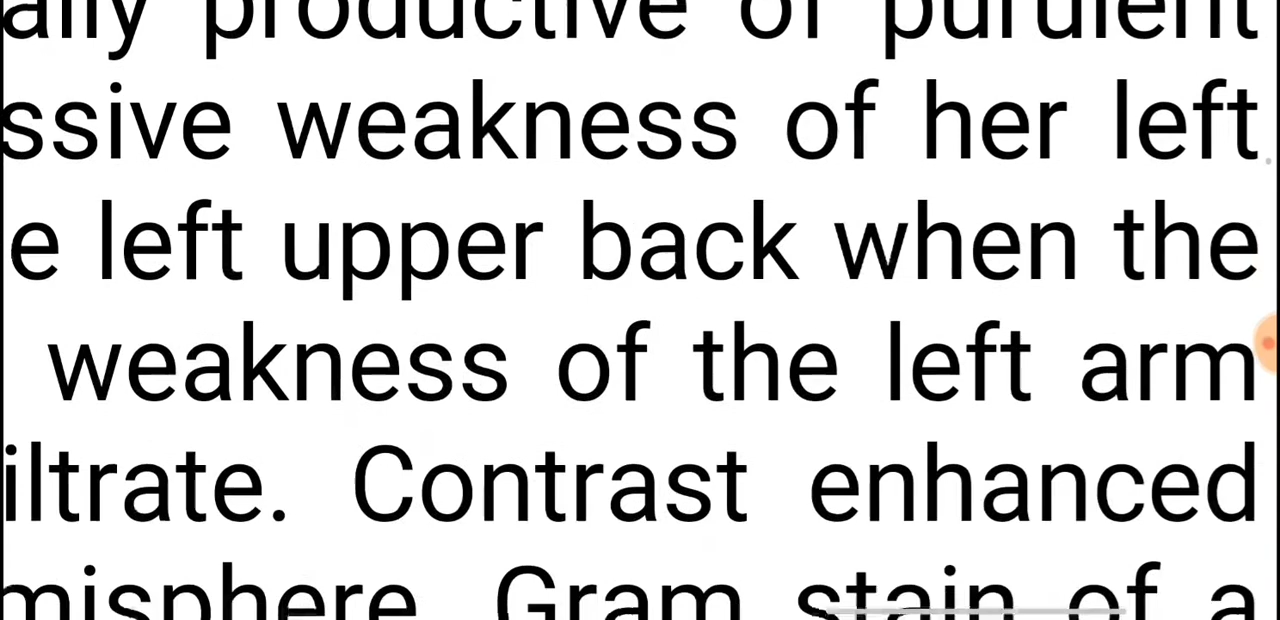 ally productive of purulent
ssive weakness of her left
e left upper back when the
weakness of the left arm
iltrate. Contrast enhanced
misphere. Gram stain of a